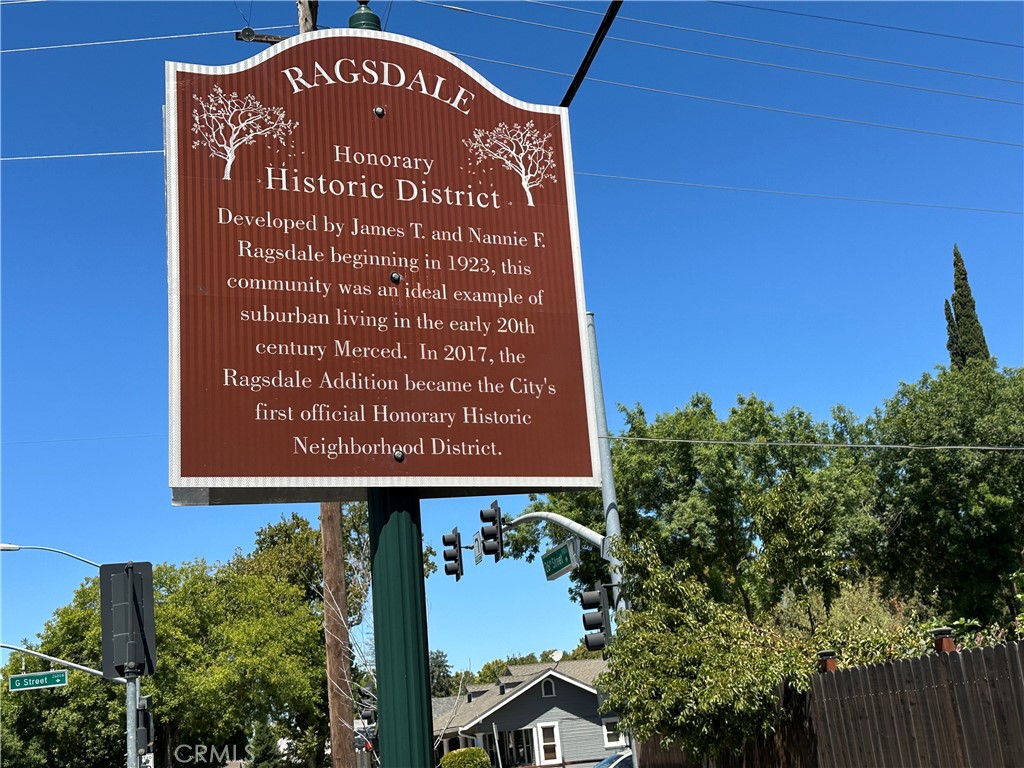 RAGSDALE
Honorary
Historic District
Developed by James T. and Nannie F.
Ragsdale beginning in 1923, this
community was an ideal example of
suburban living in the early 20th
century Merced. In 2017, the
Ragsdale Addition became the City's
first official Honorary Historic
Neighborhood District.
G Street
CRMLS